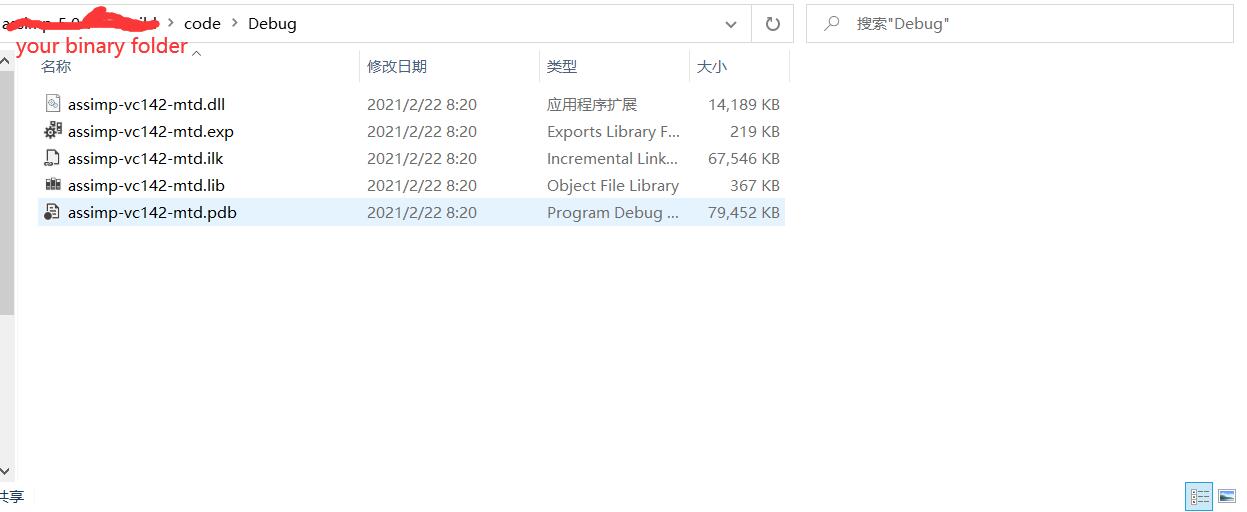 code > Debug
搜索"Debug"
your binary folder
名称 修改日期 类型 大小
assimp-vc142-mtd.dll 2021/2/22 8:20 应用程序扩展 14,189 KB
assimp-vc142-mtd.exp 2021/2/22 8:20 Exports Library F... 219 KB
assimp-vc142-mtd.ilk 2021/2/22 8:20 Incremental Link... 67,546 KB
assimp-vc142-mtd.lib 2021/2/22 8:20 Object File Library 367 KB
assimp-vc142-mtd.pdb 2021/2/22 8:20 Program Debug ... 79,452 KB
共享